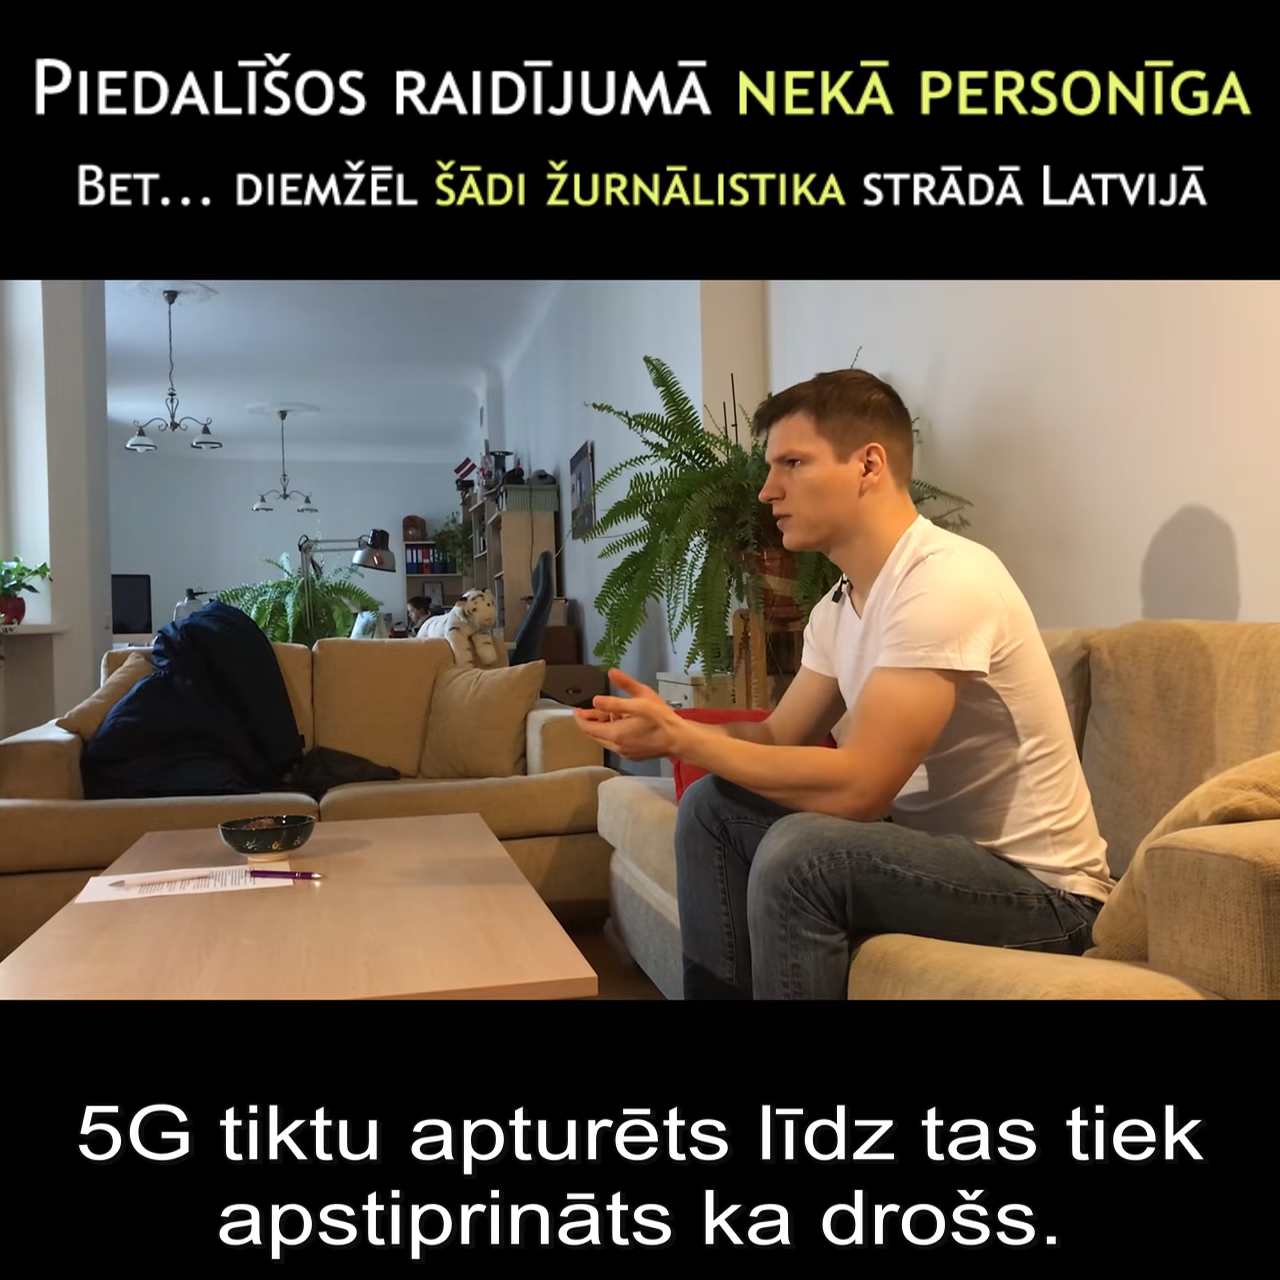 PIEDALĪŠOS RAIDĪJUMĀ NEKĀ PERSONĪGA
BET... DIEMŽĒL ŠĀDI ŽURNĀLISTIKA STRĀDĀ LATVIJĀ
5G tiktu apturēts līdz tas tiek
apstiprināts ka drošs.